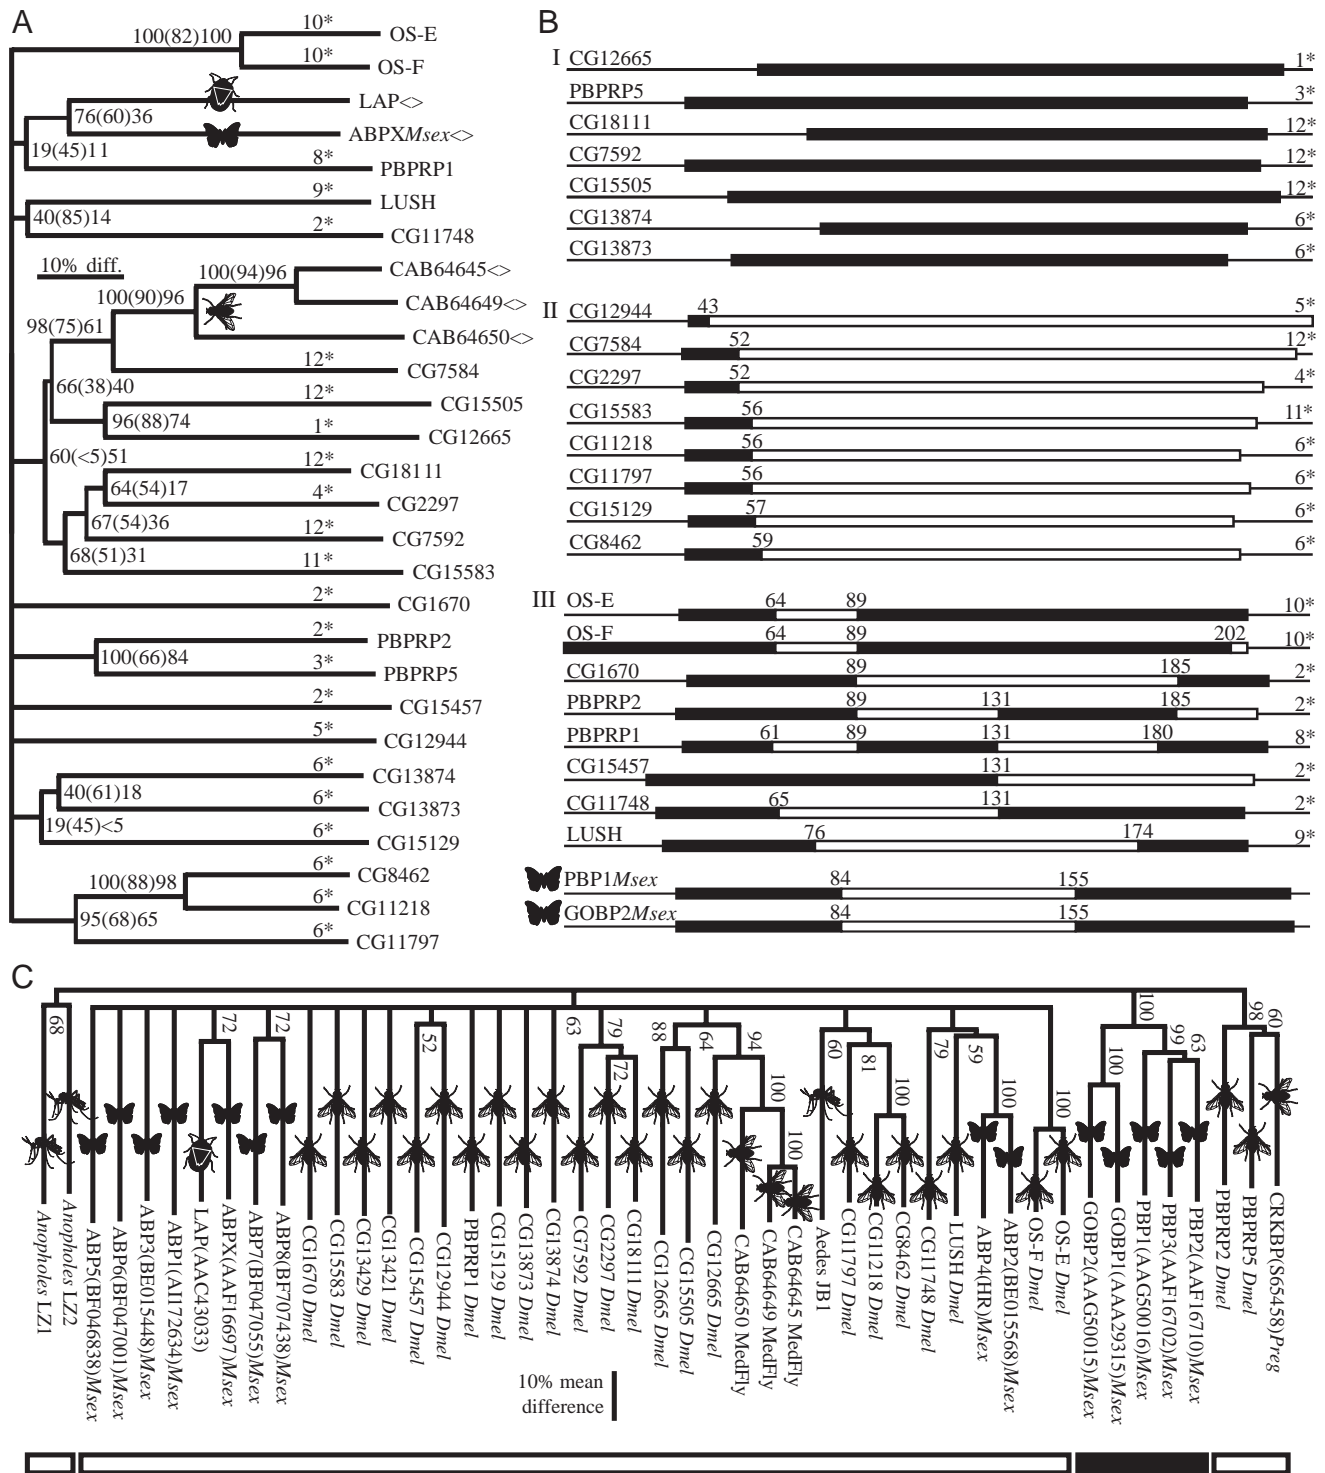 A
100(82)100
10*
OS-E
10*
OS-F
LAP<>
76(60)36
ABPXMsex<>
19(45)11
8*
PBPRP1
9*
LUSH
40(85)14
2*
CG11748
10% diff.
100(94)96
CAB64645<>
100(90)96
CAB64649<>
98(75)61
CAB64650<>
12*
CG7584
66(38)40
12*
CG15505
96(88)74
1*
CG12665
60(<5)51
12*
CG18111
64(54)17
4*
CG2297
67(54)36
12*
CG7592
68(51)31
11*
CG15583
2*
CG1670
2*
PBPRP2
100(66)84
3*
PBPRP5
2*
CG15457
5*
CG12944
6*
CG13874
40(61)18
6*
CG13873
19(45)<5
6*
CG15129
6*
CG8462
100(88)98
6*
CG11218
95(68)65
6*
CG11797
B
I CG12665 1*
PBPRP5 3*
CG18111 12*
CG7592 12*
CG15505 12*
CG13874 6*
CG13873 6*
II CG12944 43 5*
CG7584 52 12*
CG2297 52 4*
CG15583 56 11*
CG11218 56 6*
CG11797 56 6*
CG15129 57 6*
CG8462 59 6*
III OS-E 64 89 10*
OS-F 64 89 202 10*
CG1670 89 185 2*
PBPRP2 89 131 185 2*
PBPRP1 61 89 131 180 8*
CG15457 131 2*
CG11748 65 131 2*
LUSH 76 174 9*
PBP1Msex 84 155
GOBP2Msex 84 155
C
68
72
72
52
63
79
72
88
64
94
100
100
60
81
100
79
59
100
100
100
100
99
63
98
60
Anopholes LZ1
Anopholes LZ2
ABP5(BF046838)Msex
ABP6(BF047001)Msex
ABP3(BE015448)Msex
ABP1(AI172634)Msex
LAP(AAC43033)
ABPX(AAF16697)Msex
ABP7(BF047055)Msex
ABP8(BF707438)Msex
CG1670 Dmel
CG15583 Dmel
CG13429 Dmel
CG13421 Dmel
CG15457 Dmel
CG12944 Dmel
PBPRP1 Dmel
CG15129 Dmel
CG13873 Dmel
CG13874 Dmel
CG7592 Dmel
CG2297 Dmel
CG18111 Dmel
CG12665 Dmel
CG15505 Dmel
CG12665 Dmel
CAB64650 MedFly
CAB64649 MedFly
CAB64645 MedFly
Aedes JB1
CG11797 Dmel
CG11218 Dmel
CG8462 Dmel
CG11748 Dmel
LUSH Dmel
ABP4(HR)Msex
ABP2(BE015568)Msex
OS-F Dmel
OS-E Dmel
GOBP2(AAG50015)Msex
GOBP1(AAA29315)Msex
PBP1(AAG50016)Msex
PBP3(AAF16702)Msex
PBP2(AAF16710)Msex
PBPRP2 Dmel
PBPRP5 Dmel
CRKBP(S65458)Preg
10% mean
difference